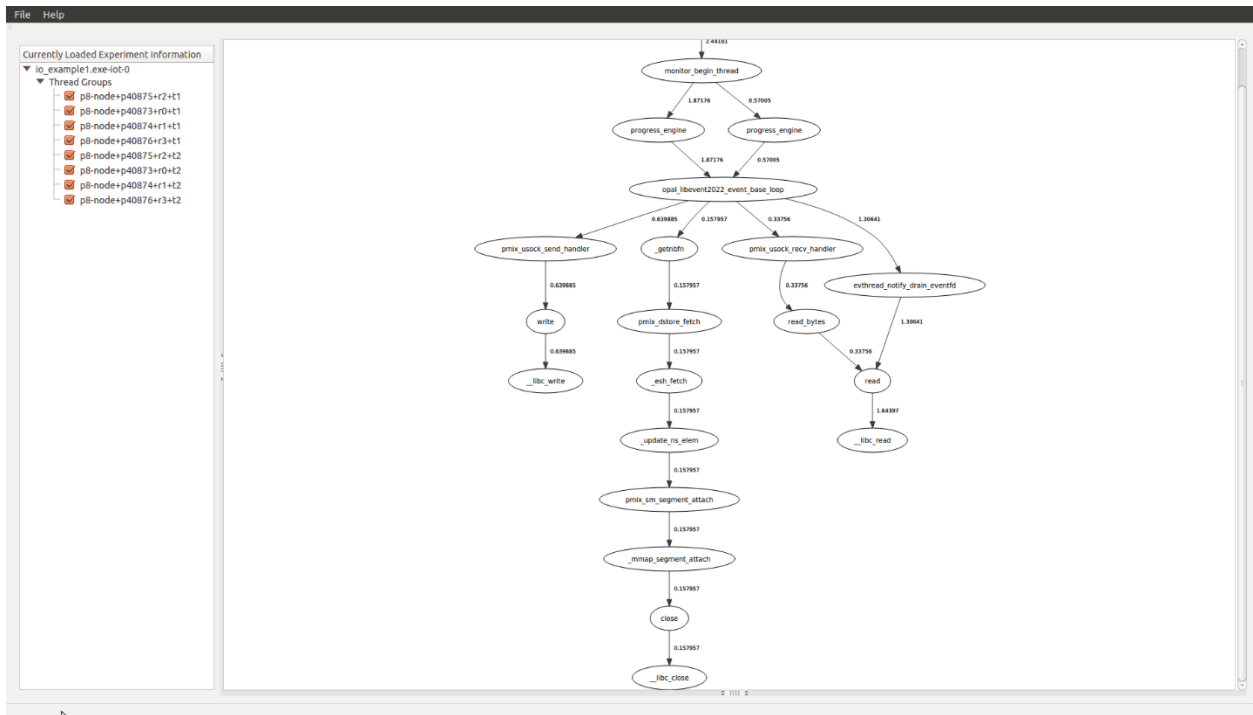 File Help
Currently Loaded Experiment Information
io_example1.exe-iot-0
Thread Groups
p8-node+p40875+r2+t1
p8-node+p40873+r0+t1
p8-node+p40874+r1+t1
p8-node+p40876+r3+t1
p8-node+p40875+r2+t2
p8-node+p40873+r0+t2
p8-node+p40874+r1+t2
p8-node+p40876+r3+t2
2.44181
monitor_begin_thread
1.87176 0.57005
progress_engine progress_engine
1.87176 0.57005
opal_libevent2022_event_base_loop
0.639885 0.157957 0.33756 1.30641
pmix_usock_send_handler _getnbfn pmix_usock_recv_handler
evthread_notify_drain_eventfd
0.639885 0.157957 0.33756
write pmix_dstore_fetch read_bytes 1.30641
0.639885 0.157957 0.33756
__libc_write _esh_fetch read
0.157957 1.64397
_update_ns_elem __libc_read
0.157957
pmix_sm_segment_attach
0.157957
_mmap_segment_attach
0.157957
close
0.157957
__libc_close